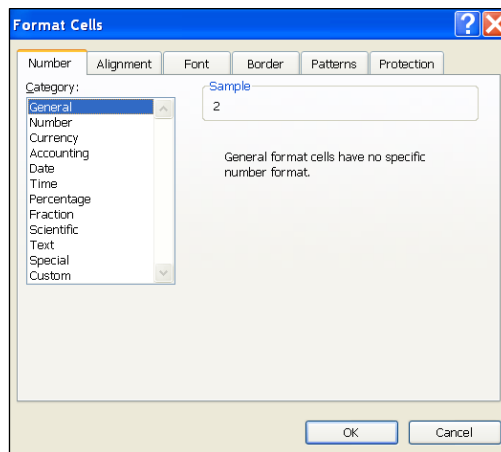 Format Cells
Number Alignment Font Border Patterns Protection
Category:
General
Number
Currency
Accounting
Date
Time
Percentage
Fraction
Scientific
Text
Special
Custom
Sample
2
General format cells have no specific
number format.
OK Cancel